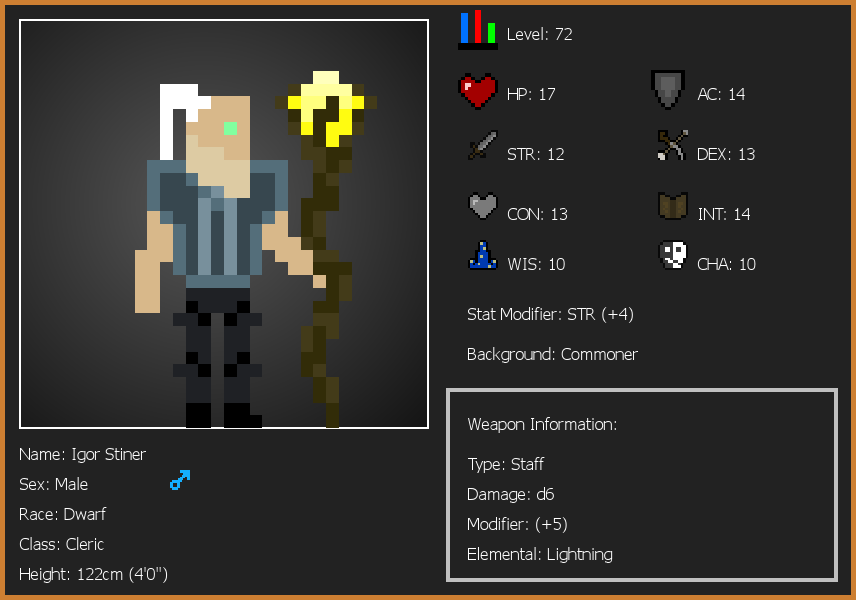 Level: 72
HP: 17
AC: 14
STR: 12
DEX: 13
CON: 13
INT: 14
WIS: 10
CHA: 10
Stat Modifier: STR (+4)
Background: Commoner
Weapon Information:
Type: Staff
Damage: d6
Modifier: (+5)
Elemental: Lightning
Name: Igor Stiner
Sex: Male
Race: Dwarf
Class: Cleric
Height: 122cm (4'0")